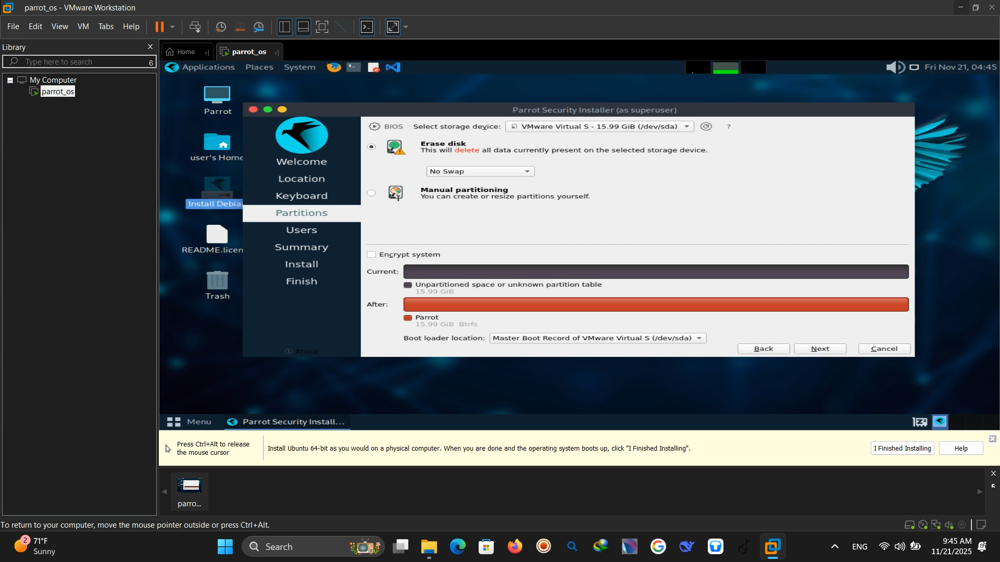 parrot_os - VMware Workstation
File Edit View VM Tabs Help
Library
Type here to search
My Computer
parrot_os
Home
parrot_os
Applications Places System
Fri Nov 21, 04:45
Parrot
user's Home
Install Debia
README.licen
Trash
Parrot Security Installer (as superuser)
Welcome
Location
Keyboard
Partitions
Users
Summary
Install
Finish
About
BIOS Select storage device: VMware Virtual S - 15.99 GiB (/dev/sda) ?
Erase disk
This will delete all data currently present on the selected storage device.
No Swap
Manual partitioning
You can create or resize partitions yourself.
Encrypt system
Current:
Unpartitioned space or unknown partition table
15.99 GiB
After:
Parrot
15.99 GiB Btrfs
Boot loader location: Master Boot Record of VMware Virtual S (/dev/sda)
Back Next Cancel
Menu Parrot Security Install...
Press Ctrl+Alt to release
the mouse cursor
Install Ubuntu 64-bit as you would on a physical computer. When you are done and the operating system boots up, click "I Finished Installing".
I Finished Installing Help
parro...
To return to your computer, move the mouse pointer outside or press Ctrl+Alt.
2
71°F
Sunny
Search
ENG
9:45 AM
11/21/2025